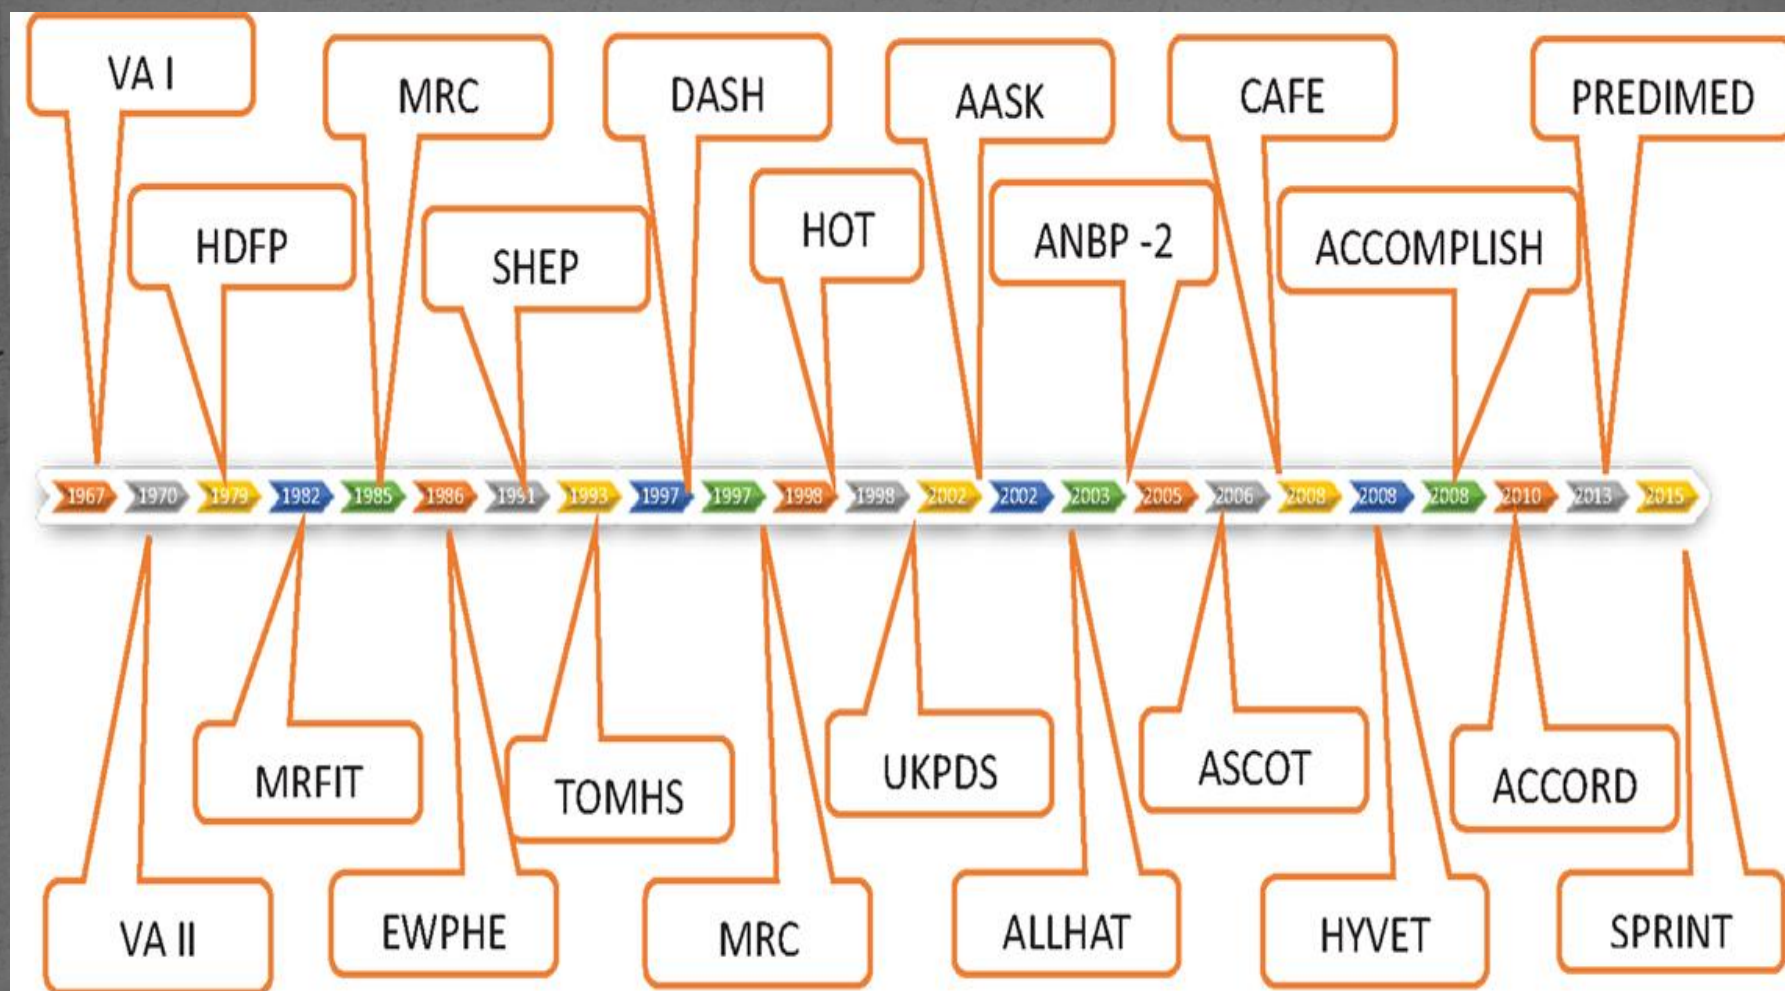 VA I
MRC
DASH
AASK
CAFE
PREDIMED
HDFP
SHEP
HOT
ANBP -2
ACCOMPLISH
1967 1970 1979 1982 1985 1986 1991 1993 1997 1997 1998 1998 2002 2002 2003 2005 2006 2008 2008 2008 2010 2013 2015
MRFIT
TOMHS
UKPDS
ASCOT
ACCORD
VA II
EWPHE
MRC
ALLHAT
HYVET
SPRINT